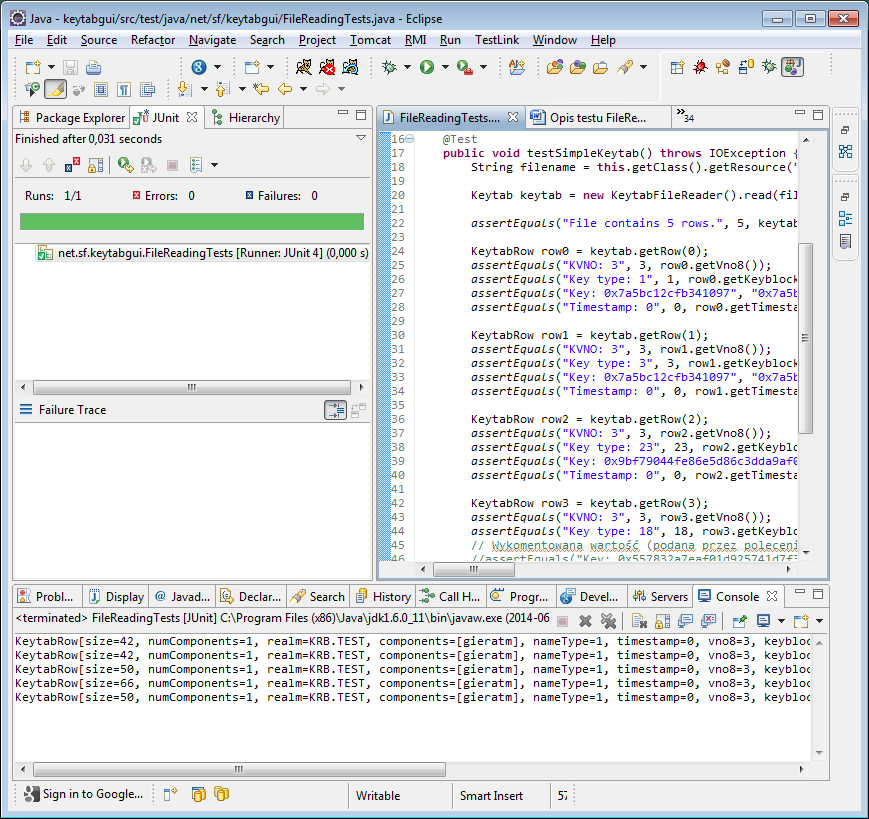 Java - keytabgui/src/test/java/net/sf/keytabgui/FileReadingTests.java - Eclipse
File Edit Source Refactor Navigate Search Project Tomcat RMI Run TestLink Window Help
Package Explorer JUnit Hierarchy
Finished after 0,031 seconds
Runs: 1/1 Errors: 0 Failures: 0
net.sf.keytabgui.FileReadingTests [Runner: JUnit 4] (0,000 s)
Failure Trace
FileReadingTests.... Opis testu FileRe... »34
16 @Test
17 public void testSimpleKeytab() throws IOException {
18 String filename = this.getClass().getResource("
19
20 Keytab keytab = new KeytabFileReader().read(fil
21
22 assertEquals("File contains 5 rows.", 5, keytab
23
24 KeytabRow row0 = keytab.getRow(0);
25 assertEquals("KVNO: 3", 3, row0.getVno8());
26 assertEquals("Key type: 1", 1, row0.getKeyblock
27 assertEquals("Key: 0x7a5bc12cfb341097", "0x7a5b
28 assertEquals("Timestamp: 0", 0, row0.getTimesta
29
30 KeytabRow row1 = keytab.getRow(1);
31 assertEquals("KVNO: 3", 3, row1.getVno8());
32 assertEquals("Key type: 3", 3, row1.getKeyblock
33 assertEquals("Key: 0x7a5bc12cfb341097", "0x7a5b
34 assertEquals("Timestamp: 0", 0, row1.getTimesta
35
36 KeytabRow row2 = keytab.getRow(2);
37 assertEquals("KVNO: 3", 3, row2.getVno8());
38 assertEquals("Key type: 23", 23, row2.getKeyblo
39 assertEquals("Key: 0x9bf79044fe86e5d86c3dda9af0
40 assertEquals("Timestamp: 0", 0, row2.getTimesta
41
42 KeytabRow row3 = keytab.getRow(3);
43 assertEquals("KVNO: 3", 3, row3.getVno8());
44 assertEquals("Key type: 18", 18, row3.getKeyblo
45 // Wykomentowana wartość (podana przez poleceni
46 //assertEquals("Key: 0x557832a7eaf01d925741d7f3
Probl... Display Javad... Declar... Search History Call H... Progr... Devel... Servers Console
<terminated> FileReadingTests [JUnit] C:\Program Files (x86)\Java\jdk1.6.0_11\bin\javaw.exe (2014-06
KeytabRow[size=42, numComponents=1, realm=KRB.TEST, components=[gieratm], nameType=1, timestamp=0, vno8=3, keybloc
KeytabRow[size=42, numComponents=1, realm=KRB.TEST, components=[gieratm], nameType=1, timestamp=0, vno8=3, keybloc
KeytabRow[size=50, numComponents=1, realm=KRB.TEST, components=[gieratm], nameType=1, timestamp=0, vno8=3, keybloc
KeytabRow[size=66, numComponents=1, realm=KRB.TEST, components=[gieratm], nameType=1, timestamp=0, vno8=3, keybloc
KeytabRow[size=50, numComponents=1, realm=KRB.TEST, components=[gieratm], nameType=1, timestamp=0, vno8=3, keybloc
Sign in to Google... Writable Smart Insert 57